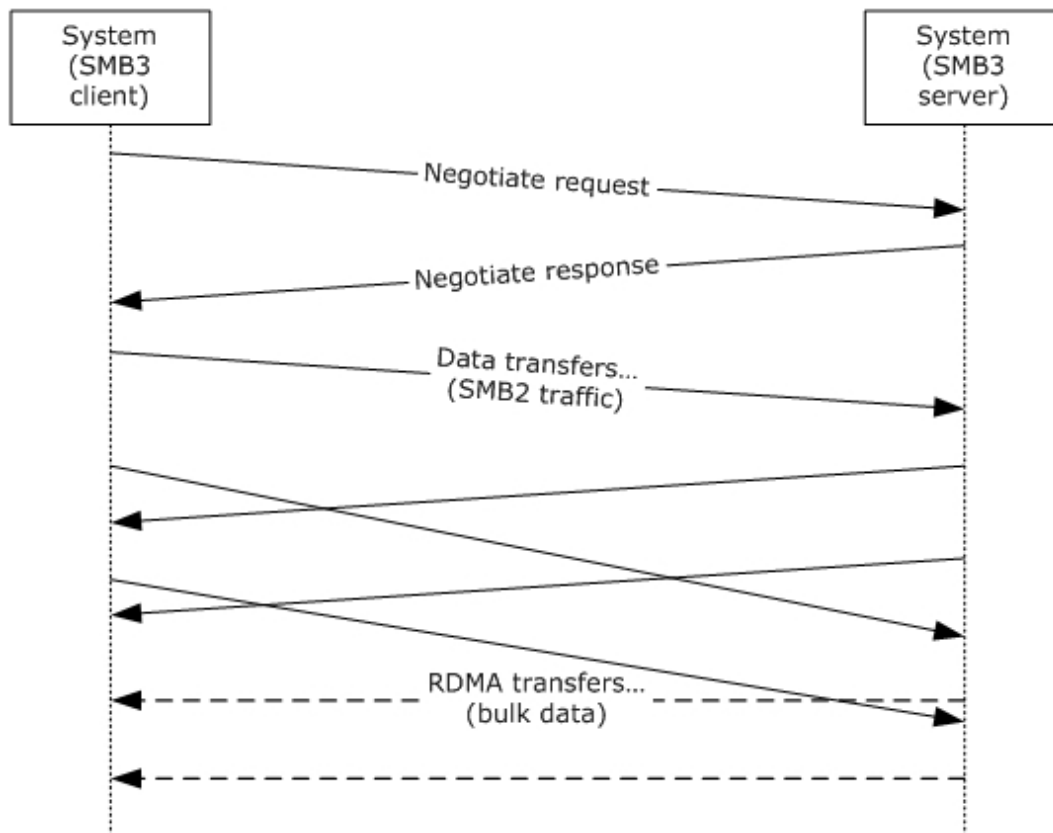 System
(SMB3
client)
System
(SMB3
server)
Negotiate request
Negotiate response
Data transfers…
(SMB2 traffic)
RDMA transfers…
(bulk data)